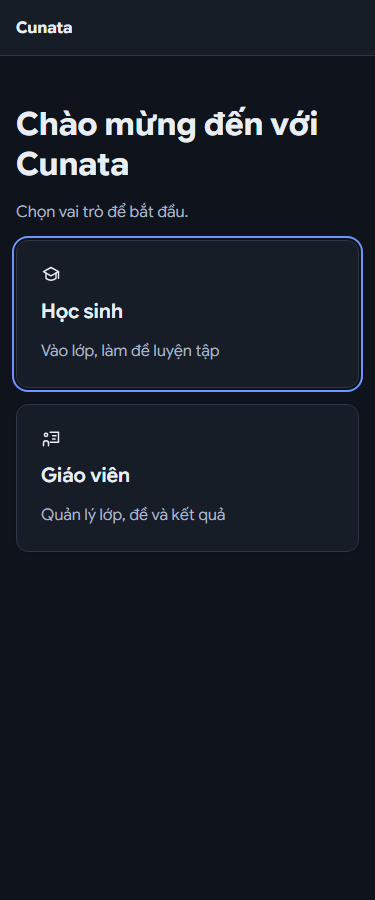 Cunata
Chào mừng đến với
Cunata
Chọn vai trò để bắt đầu.
Học sinh
Vào lớp, làm đề luyện tập
Giáo viên
Quản lý lớp, đề và kết quả